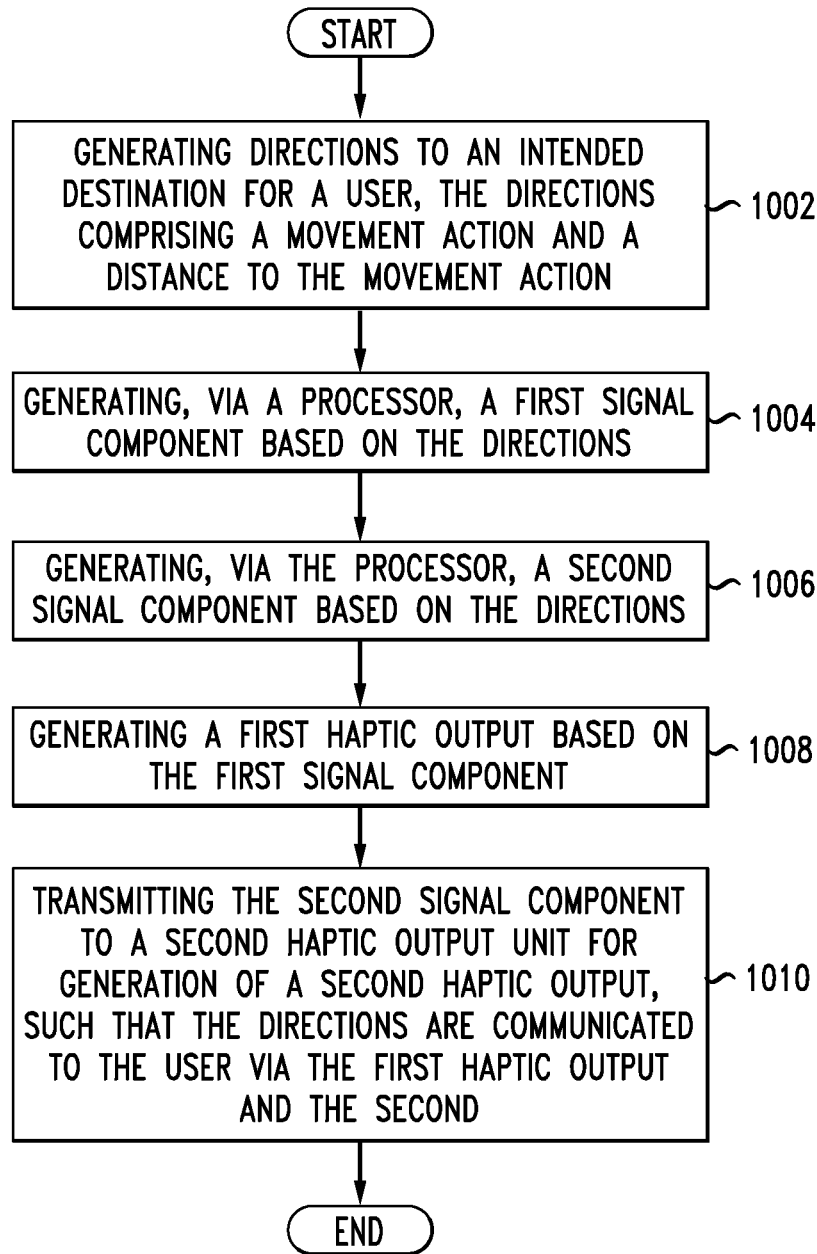 START
GENERATING DIRECTIONS TO AN INTENDED
DESTINATION FOR A USER, THE DIRECTIONS
COMPRISING A MOVEMENT ACTION AND A
DISTANCE TO THE MOVEMENT ACTION
1002
GENERATING, VIA A PROCESSOR, A FIRST SIGNAL
COMPONENT BASED ON THE DIRECTIONS
1004
GENERATING, VIA THE PROCESSOR, A SECOND
SIGNAL COMPONENT BASED ON THE DIRECTIONS
1006
GENERATING A FIRST HAPTIC OUTPUT BASED ON
THE FIRST SIGNAL COMPONENT
1008
TRANSMITTING THE SECOND SIGNAL COMPONENT
TO A SECOND HAPTIC OUTPUT UNIT FOR
GENERATION OF A SECOND HAPTIC OUTPUT,
SUCH THAT THE DIRECTIONS ARE COMMUNICATED
TO THE USER VIA THE FIRST HAPTIC OUTPUT
AND THE SECOND
1010
END